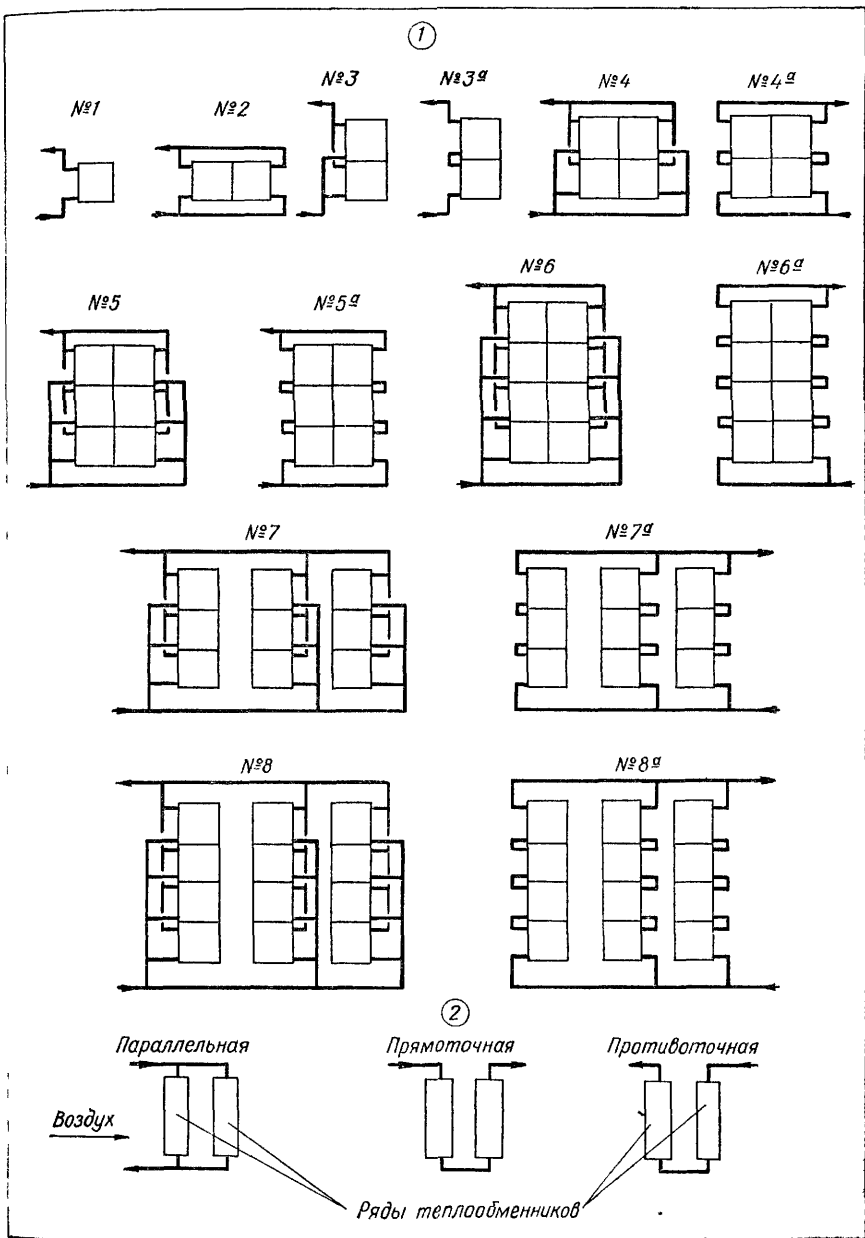 1
№3 №3а №4 №4а
№1 №2
№6 №6а
№5 №5а
№7 №7а
№8 №8а
2
Параллельная Прямоточная Противоточная
Воздух
Ряды теплообменников